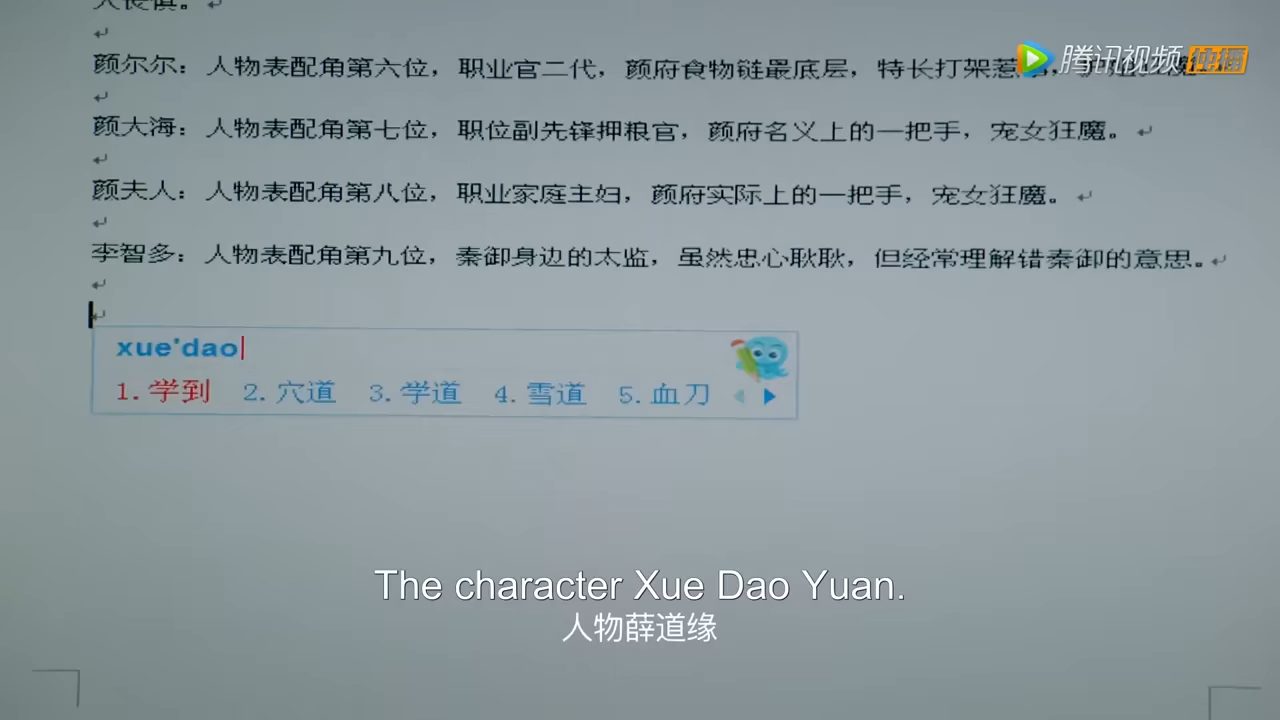 颜尔尔：人物表配角第六位，职业官二代，颜府食物链最底层，特长打架惹
腾讯视频 独播
颜大海：人物表配角第七位，职位副先锋押粮官，颜府名义上的一把手，宠女狂魔。
颜夫人：人物表配角第八位，职业家庭主妇，颜府实际上的一把手，宠女狂魔。
李智多：人物表配角第九位，秦御身边的太监，虽然忠心耿耿，但经常理解错秦御的意思。
xue'dao
1.学到 2.穴道 3.学道 4.雪道 5.血刀
The character Xue Dao Yuan.
人物薛道缘